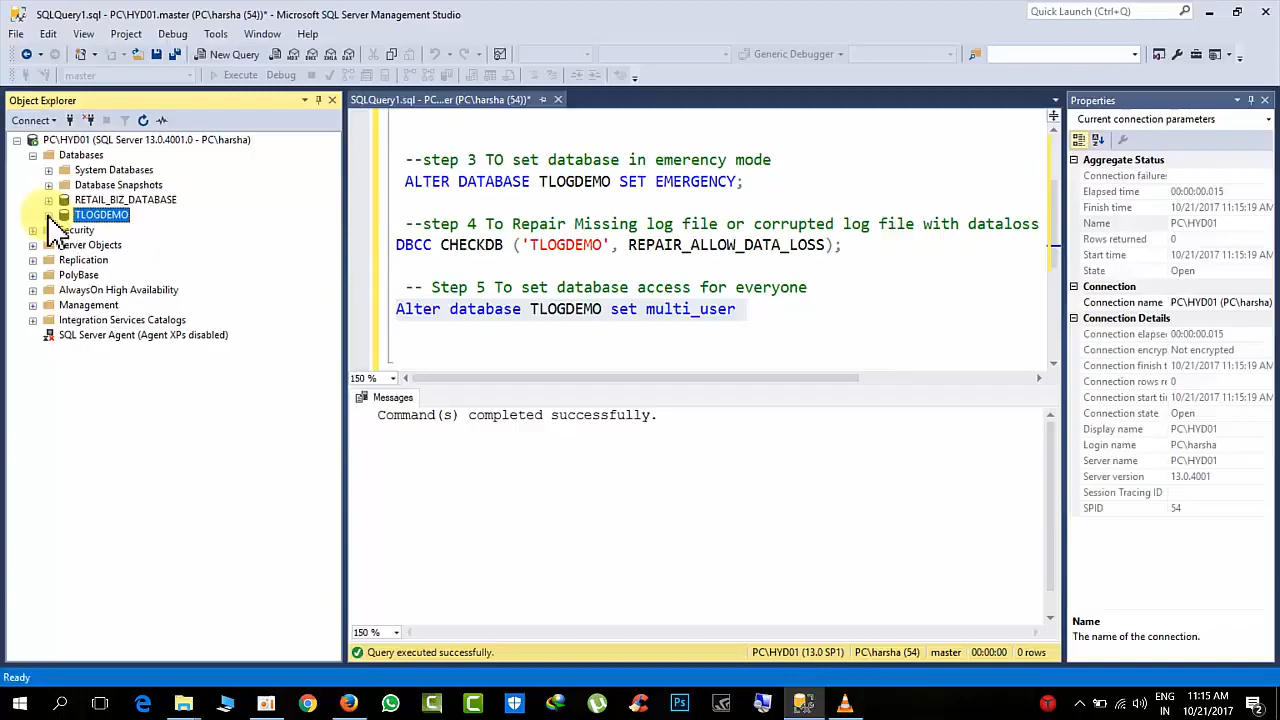 SQLQuery1.sql - PC\HYD01.master (PC\harsha (54))* - Microsoft SQL Server Management Studio
Quick Launch (Ctrl+Q)
File Edit View Project Debug Tools Window Help
New Query
Generic Debugger
master
Execute Debug
Object Explorer
Connect
PC\HYD01 (SQL Server 13.0.4001.0 - PC\harsha)
Databases
System Databases
Database Snapshots
RETAIL_BIZ_DATABASE
TLOGDEMO
ecurity
erver Objects
Replication
PolyBase
AlwaysOn High Availability
Management
Integration Services Catalogs
SQL Server Agent (Agent XPs disabled)
SQLQuery1.sql - PC...er (PC\harsha (54))*
--step 3 TO set database in emerency mode
ALTER DATABASE TLOGDEMO SET EMERGENCY;
--step 4 To Repair Missing log file or corrupted log file with dataloss
DBCC CHECKDB ('TLOGDEMO', REPAIR_ALLOW_DATA_LOSS);
-- Step 5 To set database access for everyone
Alter database TLOGDEMO set multi_user
150 %
Messages
Command(s) completed successfully.
150 %
Query executed successfully.
PC\HYD01 (13.0 SP1) PC\harsha (54) master 00:00:00 0 rows
Properties
Current connection parameters
Aggregate Status
Connection failures
Elapsed time 00:00:00.015
Finish time 10/21/2017 11:15:19 AM
Name PC\HYD01
Rows returned 0
Start time 10/21/2017 11:15:19 AM
State Open
Connection
Connection name PC\HYD01 (PC\harsha)
Connection Details
Connection elapse 00:00:00.015
Connection encryp Not encrypted
Connection finish t 10/21/2017 11:15:19 AM
Connection rows re 0
Connection start ti 10/21/2017 11:15:19 AM
Connection state Open
Display name PC\HYD01
Login name PC\harsha
Server name PC\HYD01
Server version 13.0.4001
Session Tracing ID
SPID 54
Name
The name of the connection.
Ready
ENG
IN
11:15 AM
10/21/2017
2